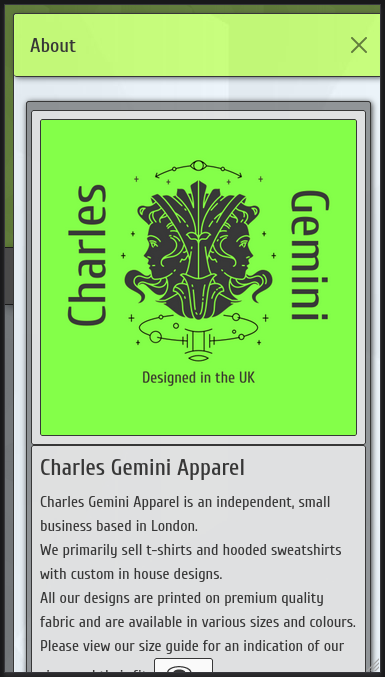 About
Charles
Gemini
Designed in the UK
Charles Gemini Apparel
Charles Gemini Apparel is an independent, small
business based in London.
We primarily sell t-shirts and hooded sweatshirts
with custom in house designs.
All our designs are printed on premium quality
fabric and are available in various sizes and colours.
Please view our size guide for an indication of our